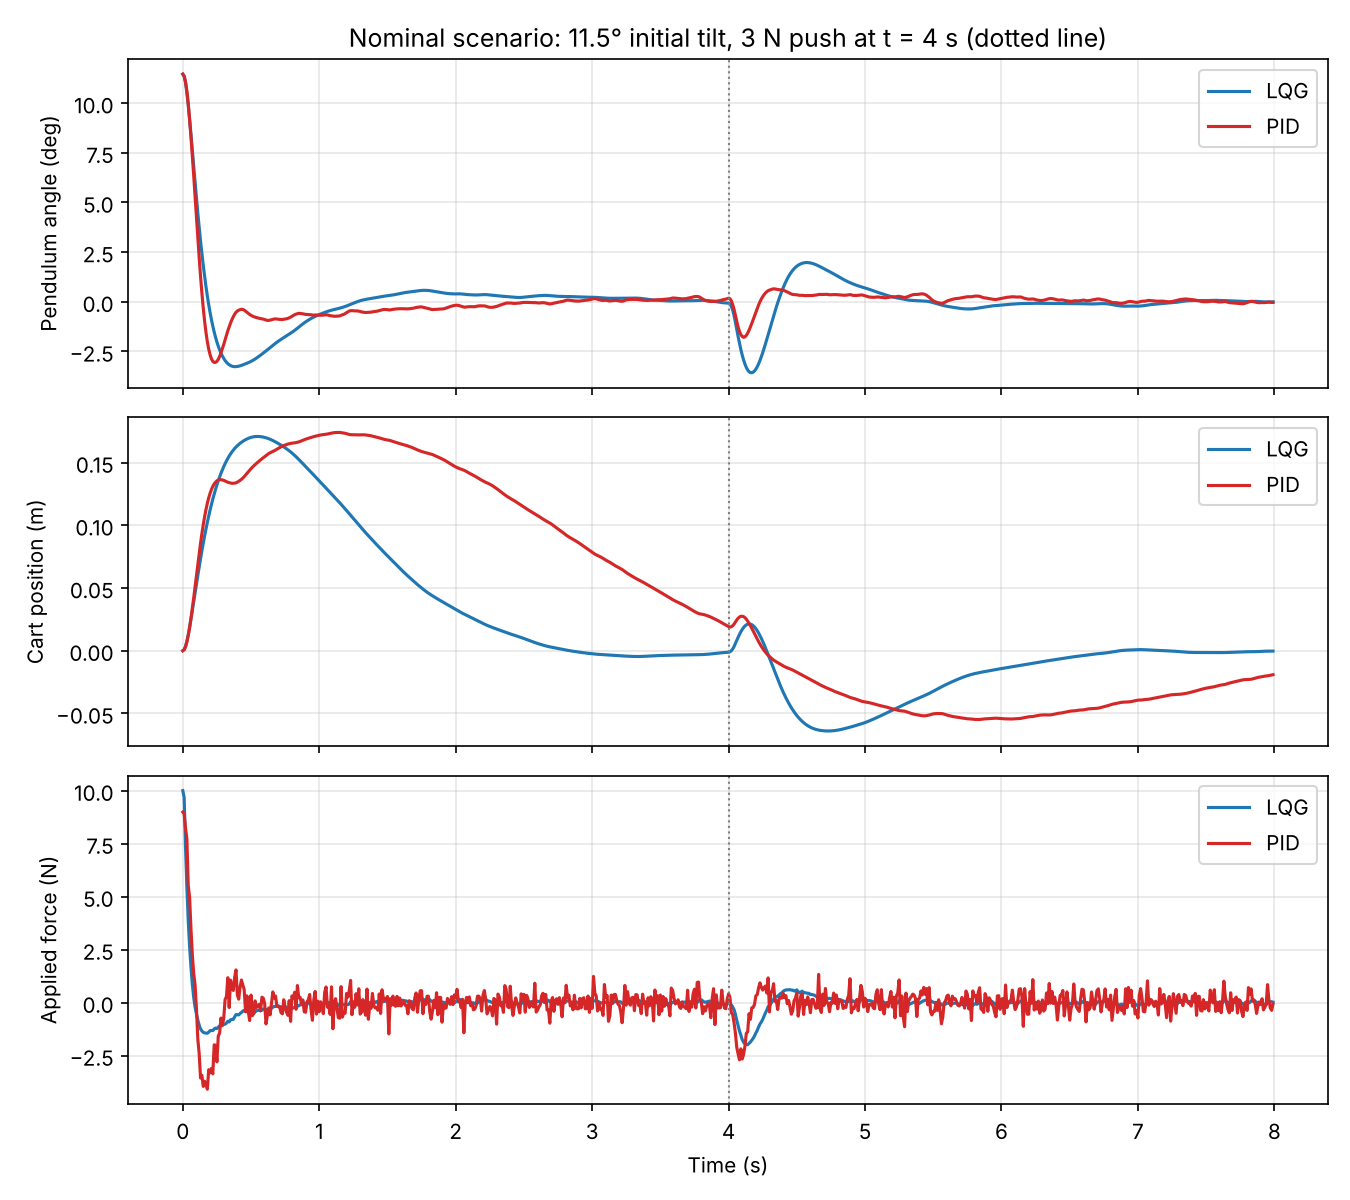 Nominal scenario: 11.5° initial tilt, 3 N push at t = 4 s (dotted line)
Pendulum angle (deg)
10.0
7.5
5.0
2.5
0.0
−2.5
LQG
PID
Cart position (m)
0.15
0.10
0.05
0.00
−0.05
LQG
PID
Applied force (N)
10.0
7.5
5.0
2.5
0.0
−2.5
LQG
PID
0 1 2 3 4 5 6 7 8
Time (s)